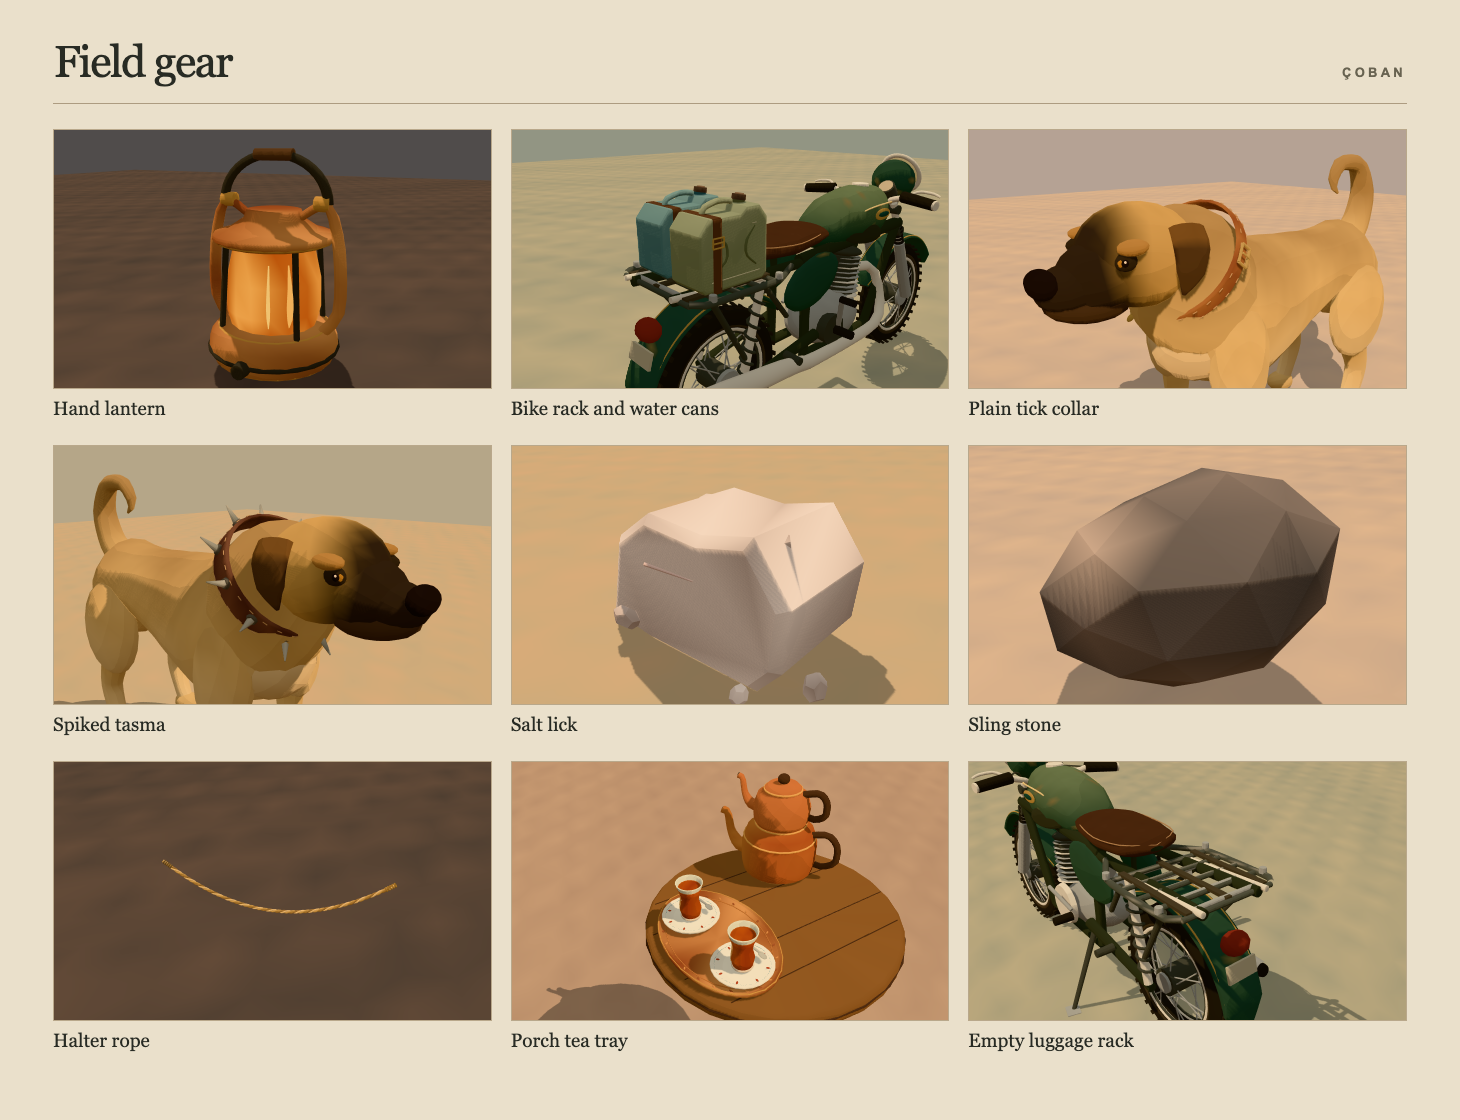 Field gear
ÇOBAN
Hand lantern
Bike rack and water cans
Plain tick collar
Spiked tasma
Salt lick
Sling stone
Halter rope
Porch tea tray
Empty luggage rack